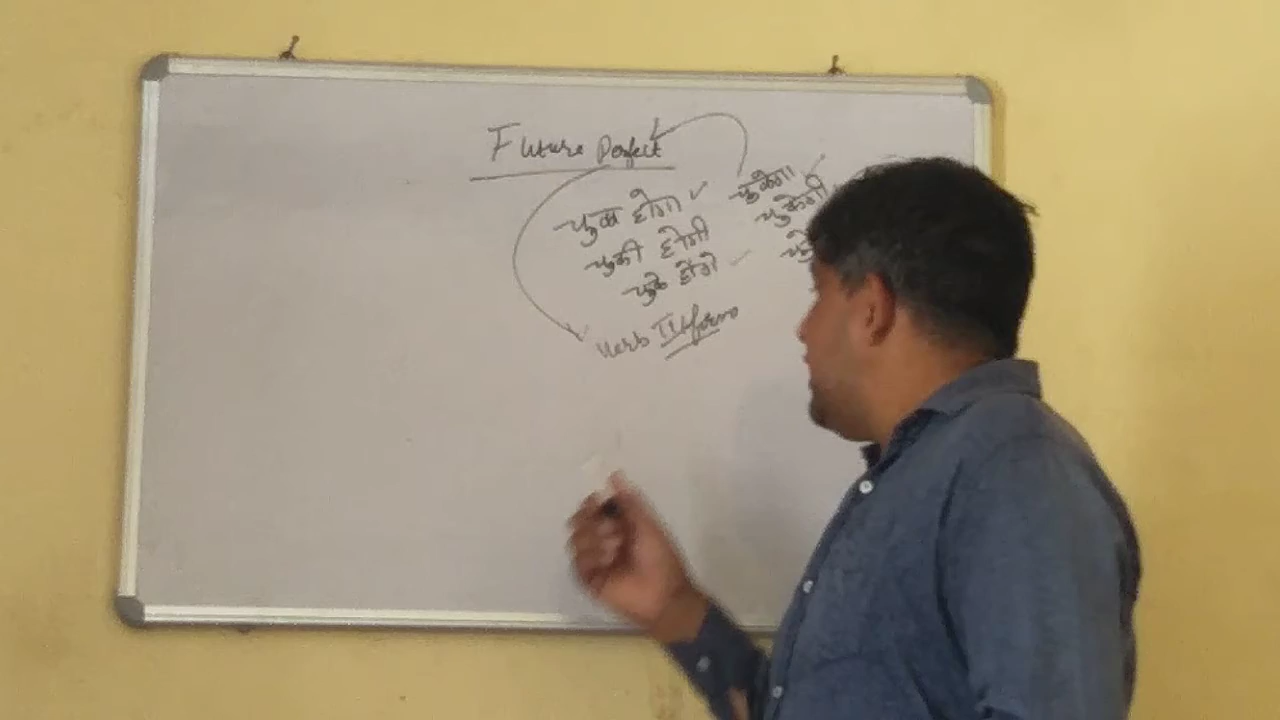 Future Perfect
चुका होगा ✓ चुकेगा ✓
चुकी होगी चुकेगी
चुके होंगे ✓
Verb III form